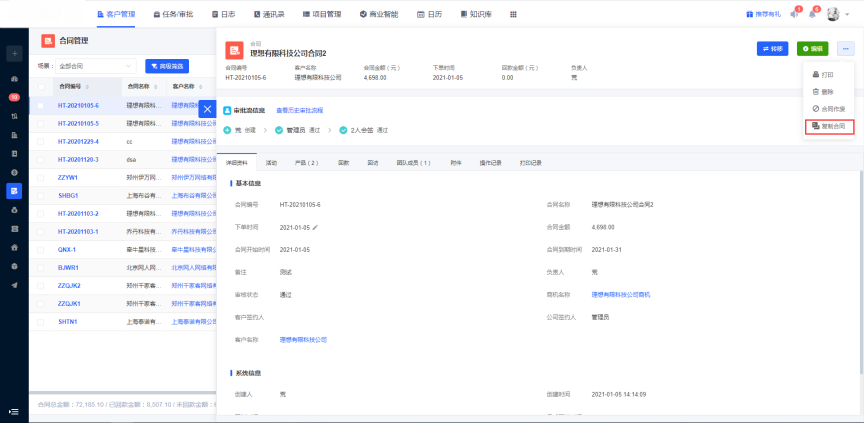 客户管理 任务/审批 日志 通讯录 项目管理 商业智能 日历 知识库 推荐有礼 1 6
合同管理
场景： 全部合同 高级筛选
合同编号 合同名称 客户名称
HT-20210105-6 理想有限科... 理想有限
HT-20210105-5 理想有限科... 理想有限科技公司
HT-20201229-4 cc 理想有限科技公司
HT-20201120-3 dsa 理想有限科技公司
ZZYW1 郑州伊万网... 郑州伊万网络有限
SHBG1 上海布谷有... 上海布谷有限公司
HT-20201103-2 理想有限科... 理想有限科技公司
HT-20201103-1 齐丹科技有... 齐丹科技有限公司
QNX-1 牵牛星科技... 牵牛星科技有限公
BJWR1 北京网人网... 北京网人网络有限
ZZQJK2 郑州千家客... 郑州千家客网络有
ZZQJK1 郑州千家客... 郑州千家客网络有
SHTN1 上海泰诺有... 上海泰诺有限公司
合同总金额：72,185.10 / 已回款金额：8,507.10 / 未回款金额：
50
合同
理想有限科技公司合同2
转移 编辑
合同编号 客户名称 合同金额（元） 下单时间 回款金额（元） 负责人
HT-20210105-6 理想有限科技公司 4,698.00 2021-01-05 0.00
打印
删除
合同作废
复制合同
审批流信息 查看历史审批流程
创建 管理员 通过 2人会签 通过
详细资料 活动 产品（2） 回款 回访 团队成员（1） 附件 操作记录 打印记录
基本信息
合同编号 HT-20210105-6 合同名称 理想有限科技公司合同2
下单时间 2021-01-05 合同金额 4,698.00
合同开始时间 2021-01-05 合同到期时间 2021-01-31
备注 测试 负责人
审核状态 通过 商机名称 理想有限科技公司商机
客户签约人 公司签约人 管理员
客户名称 理想有限科技公司
系统信息
创建人 创建时间 2021-01-05 14:14:09